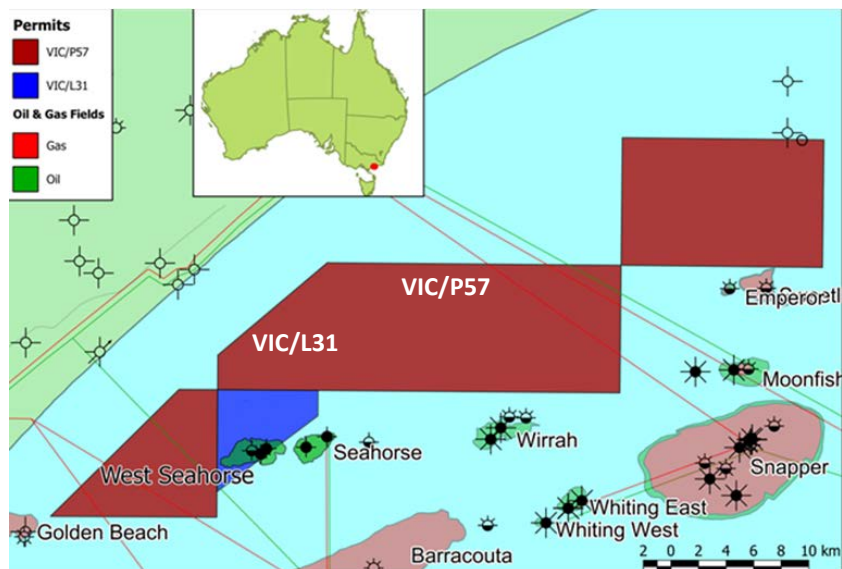 Permits
VIC/P57
VIC/L31
Oil & Gas Fields
Gas
Oil
VIC/P57
VIC/L31
Emperor
Moonfish
Seahorse
Wirrah
West Seahorse
Snapper
Whiting East
Whiting West
Golden Beach
Barracouta
2 0 2 4 6 8 10 km